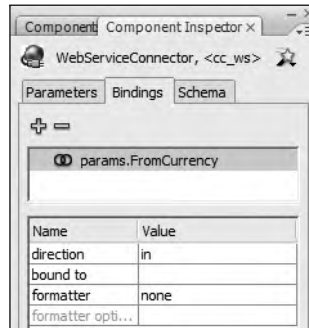 Component Component Inspector ×
WebServiceConnector, <cc_ws>
Parameters Bindings Schema
params.FromCurrency
Name Value
direction in
bound to
formatter none
formatter opti...